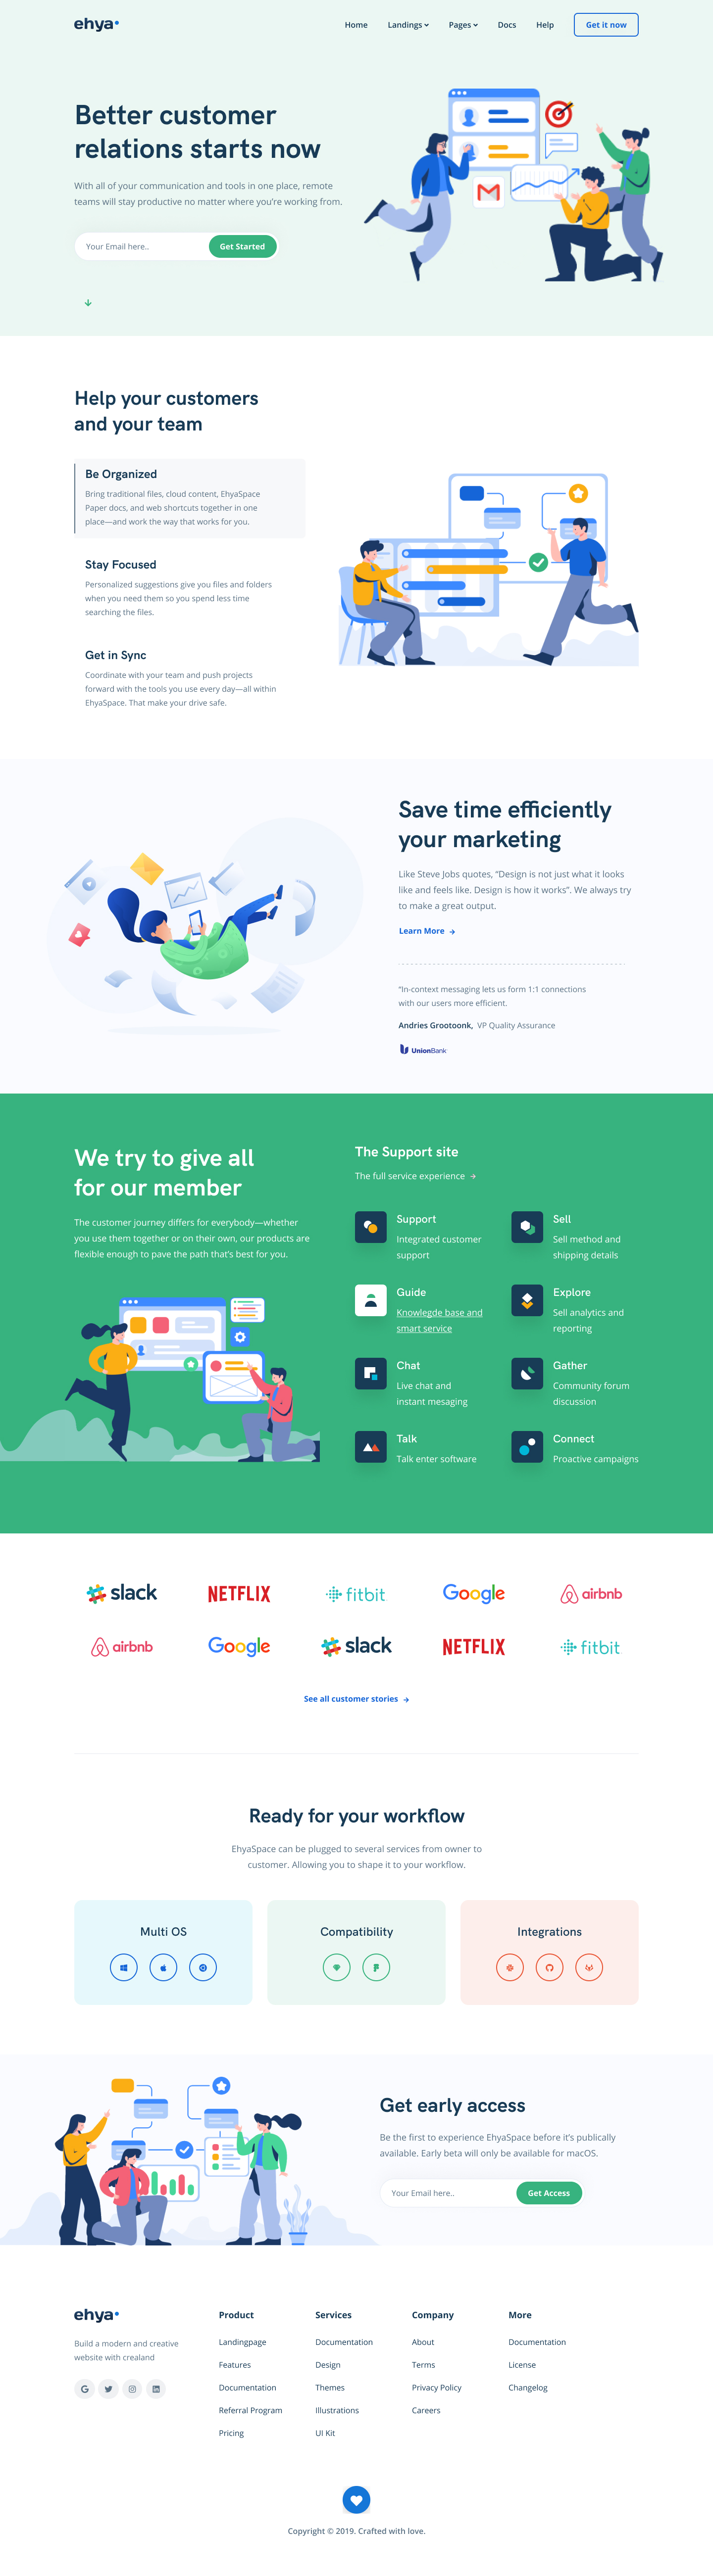 ehya
Home Landings Pages Docs Help Get it now
Better customer
relations starts now
With all of your communication and tools in one place, remote
teams will stay productive no matter where you're working from.
Your Email here.. Get Started
Help your customers
and your team
Be Organized
Bring traditional files, cloud content, EhyaSpace
Paper docs, and web shortcuts together in one
place—and work the way that works for you.
Stay Focused
Personalized suggestions give you files and folders
when you need them so you spend less time
searching the files.
Get in Sync
Coordinate with your team and push projects
forward with the tools you use every day—all within
EhyaSpace. That make your drive safe.
Save time efficiently
your marketing
Like Steve Jobs quotes, “Design is not just what it looks
like and feels like. Design is how it works”. We always try
to make a great output.
Learn More
“In-context messaging lets us form 1:1 connections
with our users more efficient.
Andries Grootoonk, VP Quality Assurance
UnionBank
We try to give all
for our member
The customer journey differs for everybody—whether
you use them together or on their own, our products are
flexible enough to pave the path that's best for you.
The Support site
The full service experience
Support
Integrated customer
support
Sell
Sell method and
shipping details
Guide
Knowlegde base and
smart service
Explore
Sell analytics and
reporting
Chat
Live chat and
instant mesaging
Gather
Community forum
discussion
Talk
Talk enter software
Connect
Proactive campaigns
slack NETFLIX fitbit Google airbnb
airbnb Google slack NETFLIX fitbit
See all customer stories
Ready for your workflow
EhyaSpace can be plugged to several services from owner to
customer. Allowing you to shape it to your workflow.
Multi OS
Compatibility
Integrations
Get early access
Be the first to experience EhyaSpace before it's publically
available. Early beta will only be available for macOS.
Your Email here.. Get Access
ehya
Build a modern and creative
website with crealand
Product
Landingpage
Features
Documentation
Referral Program
Pricing
Services
Documentation
Design
Themes
Illustrations
UI Kit
Company
About
Terms
Privacy Policy
Careers
More
Documentation
License
Changelog
Copyright © 2019. Crafted with love.